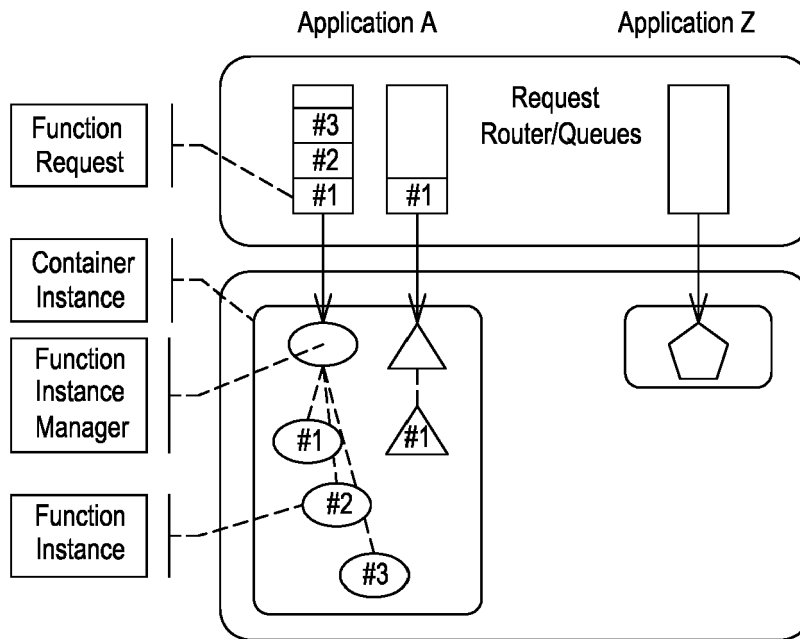 Application A
Application Z
Request
Router/Queues
Function
Request
#3
#2
#1
#1
Container
Instance
Function
Instance
Manager
#1
#1
Function
Instance
#2
#3